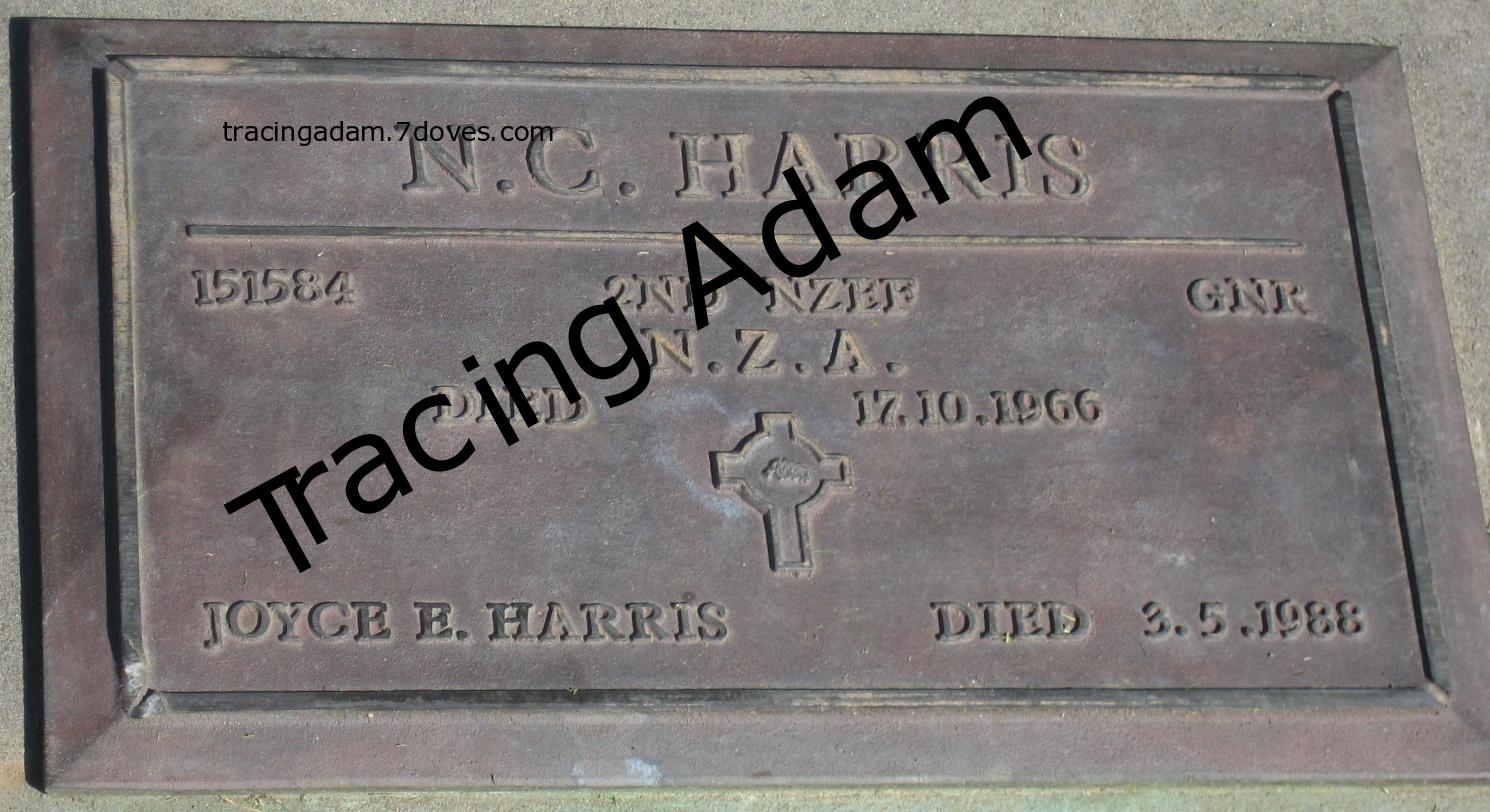 tracingadam.7doves.com
N.C. HARRIS
151584 2ND NZEF GNR
N.Z.A.
DIED 17.10.1966
Tracing Adam
JOYCE E. HARRIS DIED 3.5.1988